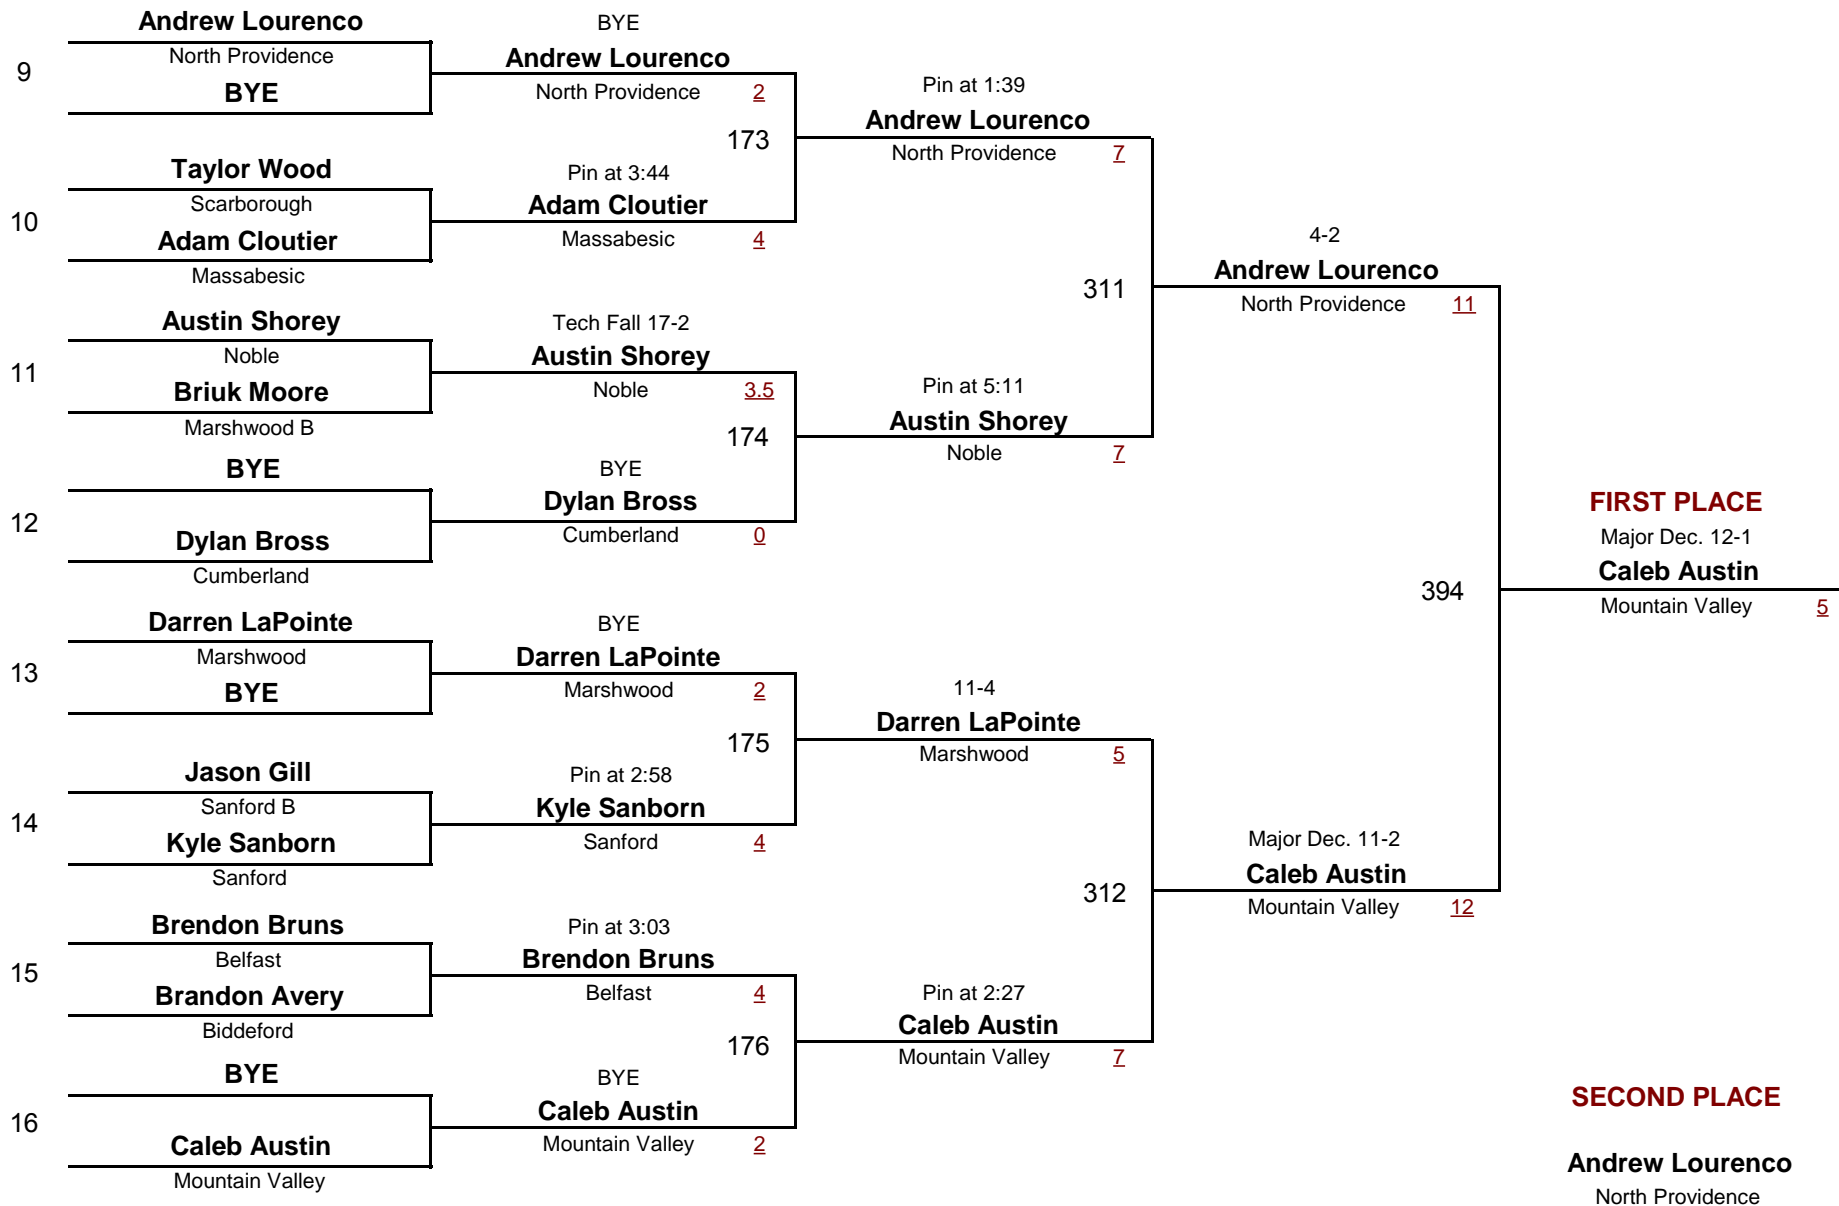 Andrew Lourenco
North Providence
9
BYE
Taylor Wood
Scarborough
10
Adam Cloutier
Massabesic
Austin Shorey
Noble
11
Briuk Moore
Marshwood B
BYE
12
Dylan Bross
Cumberland
Darren LaPointe
Marshwood
13
BYE
Jason Gill
Sanford B
14
Kyle Sanborn
Sanford
Brendon Bruns
Belfast
15
Brandon Avery
Biddeford
BYE
16
Caleb Austin
Mountain Valley
BYE
Andrew Lourenco
North Providence 2
173
Pin at 3:44
Adam Cloutier
Massabesic 4
Tech Fall 17-2
Austin Shorey
Noble 3.5
174
BYE
Dylan Bross
Cumberland 0
BYE
Darren LaPointe
Marshwood 2
175
Pin at 2:58
Kyle Sanborn
Sanford 4
Pin at 3:03
Brendon Bruns
Belfast 4
176
BYE
Caleb Austin
Mountain Valley 2
Pin at 1:39
Andrew Lourenco
North Providence 7
311
Pin at 5:11
Austin Shorey
Noble 7
11-4
Darren LaPointe
Marshwood 5
312
Pin at 2:27
Caleb Austin
Mountain Valley 7
4-2
Andrew Lourenco
North Providence 11
394
Major Dec. 11-2
Caleb Austin
Mountain Valley 12
FIRST PLACE
Major Dec. 12-1
Caleb Austin
Mountain Valley 5
SECOND PLACE
Andrew Lourenco
North Providence